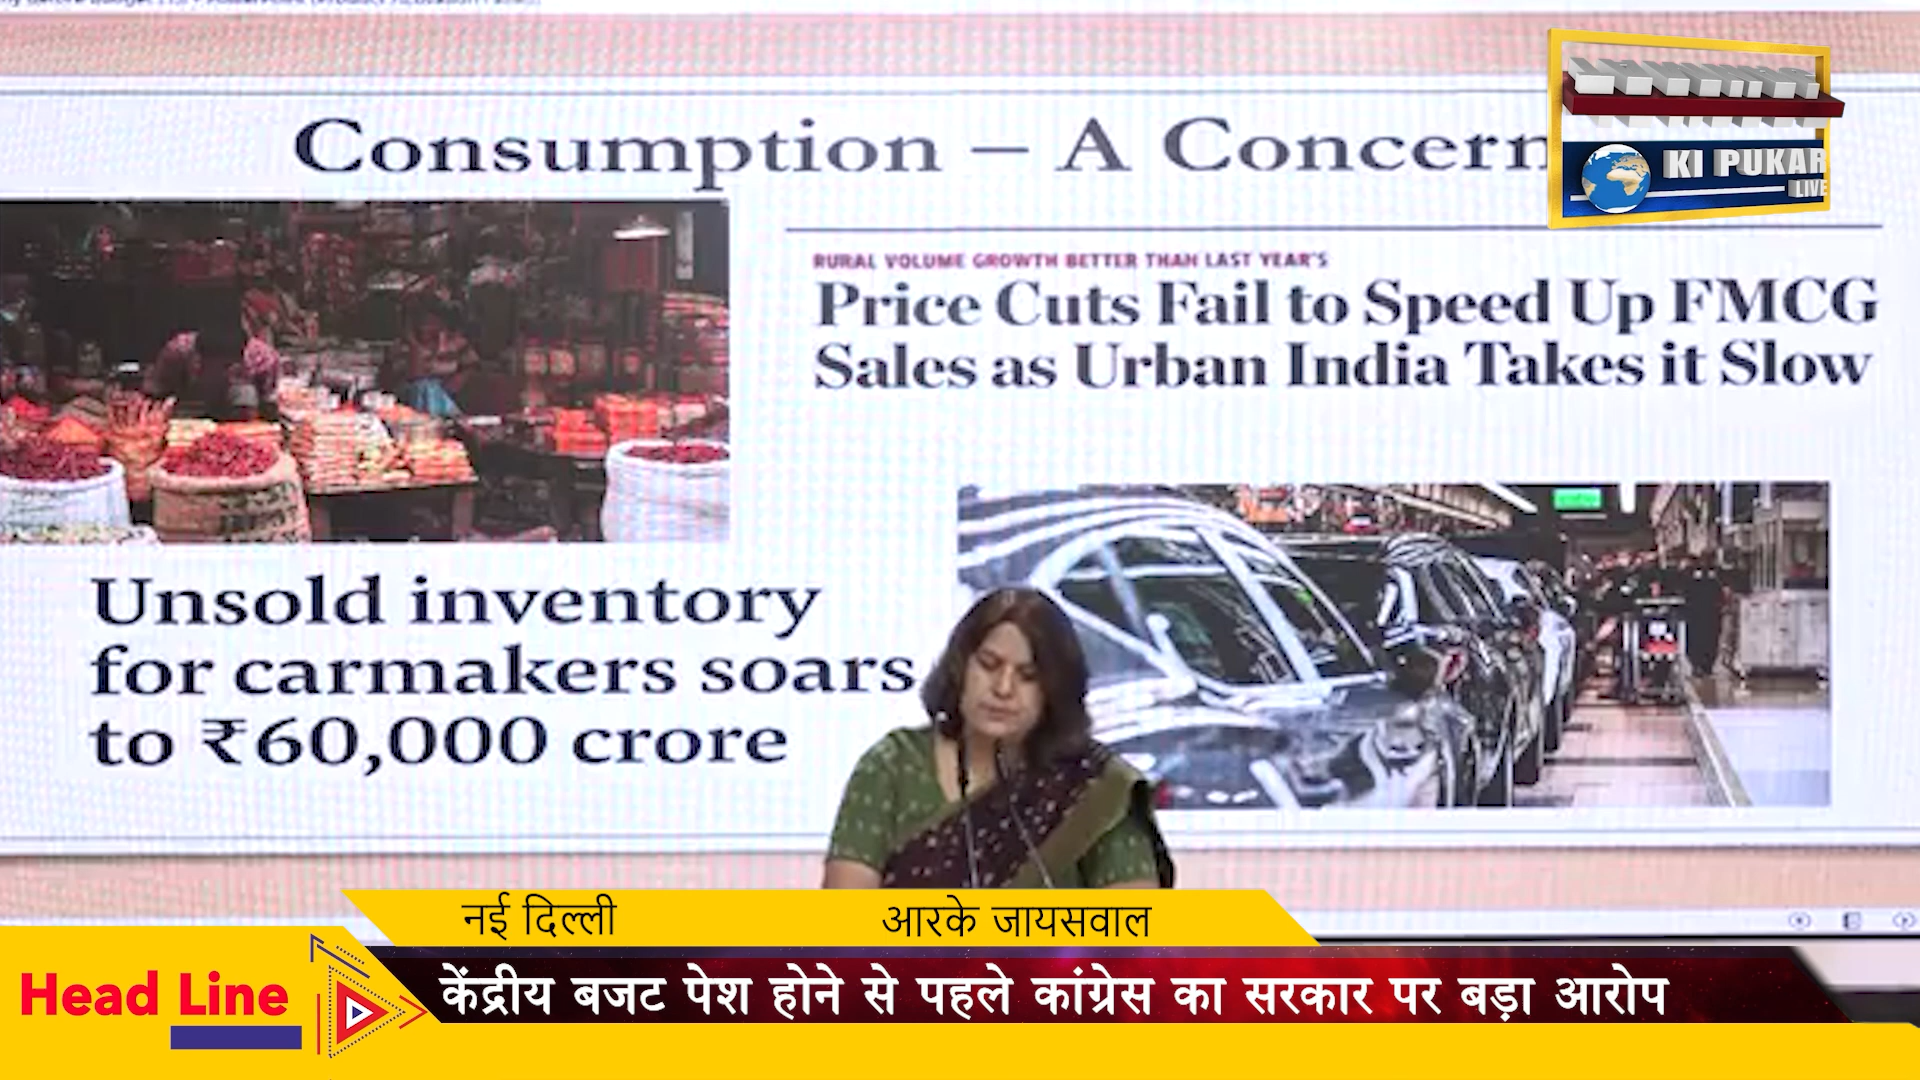 Consumption – A Concern
KI PUKAR
LIVE
RURAL VOLUME GROWTH BETTER THAN LAST YEAR'S
Price Cuts Fail to Speed Up FMCG
Sales as Urban India Takes it Slow
Unsold inventory
for carmakers soars
to ₹60,000 crore
नई दिल्ली
आरके जायसवाल
Head Line
केंद्रीय बजट पेश होने से पहले कांग्रेस का सरकार पर बड़ा आरोप